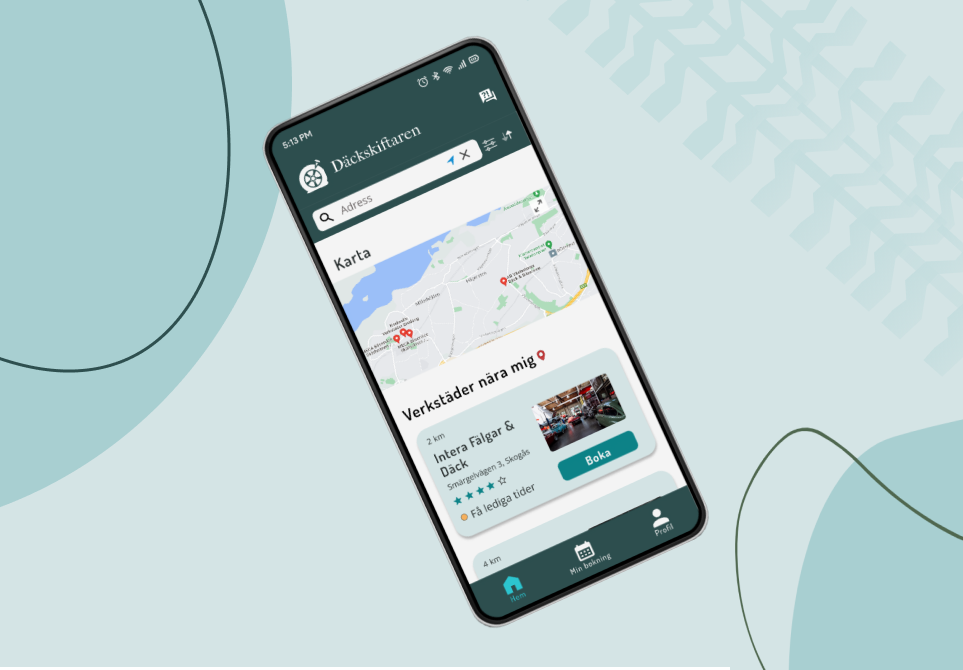 5:13 PM
21
Däckskiftaren
Adress
Karta
Verkstäder nära mig
2 km
Intera Fälgar &
Däck
Smärgelvägen 3, Skogås
Få lediga tider
Boka
4 km
Hem
Min bokning
Profil